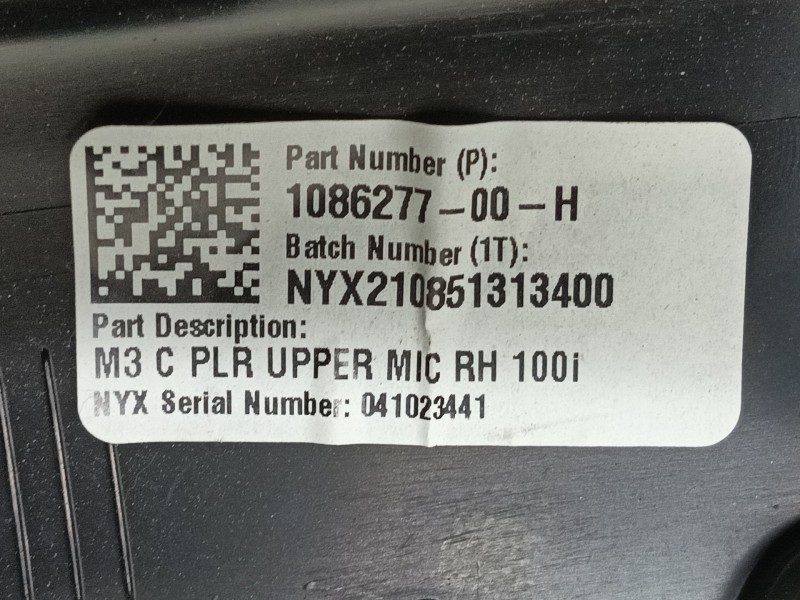 Part Number (P):
1086277-00-H
Batch Number (1T):
NYX210851313400
Part Description:
M3 C PLR UPPER MIC RH 100i
NYX Serial Number: 041023441